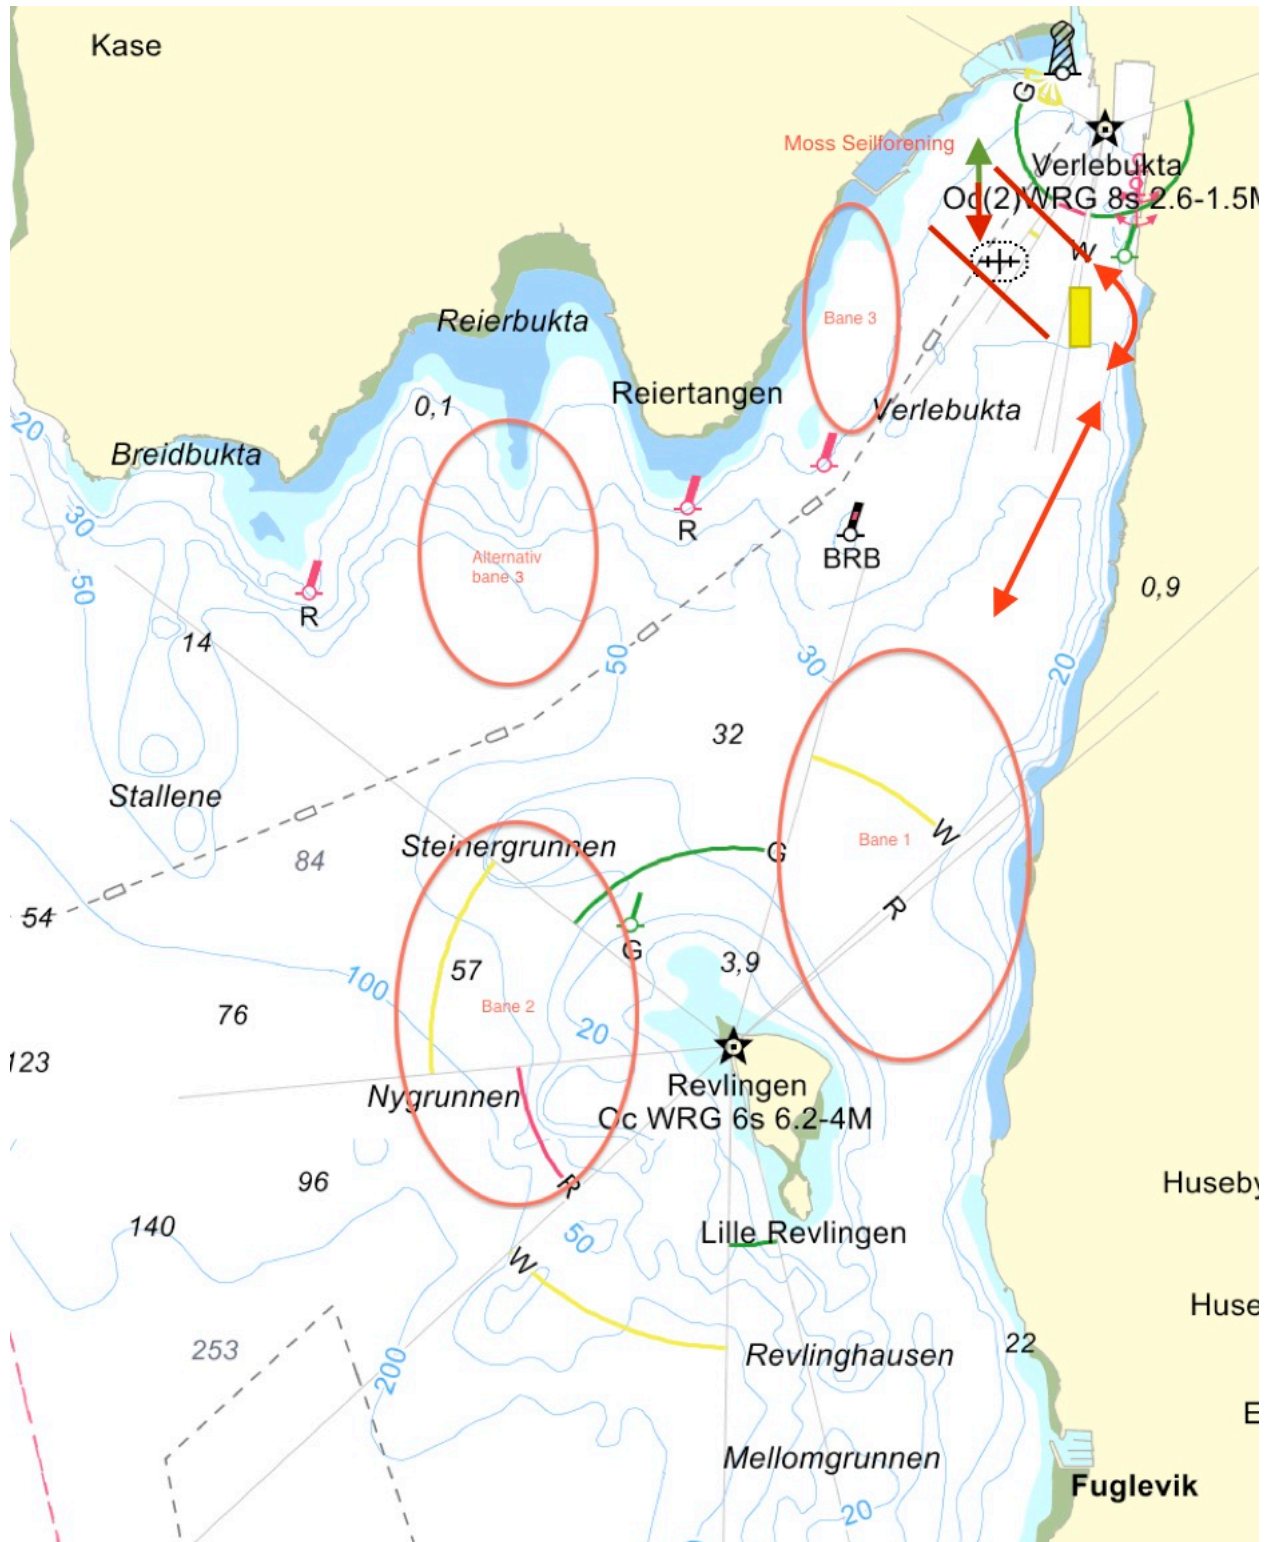 Kase
G
Moss Seilforening
Verlebukta
Oc(2)WRG 8s 2.6-1.5M
W
Reierbukta
Bane 3
Reiertangen
0,1
Verlebukta
20
Breidbukta
30
R
BRB
Alternativ
bane 3
50
0,9
R
14
50
30
20
32
Stallene
Steinergrunnen
G
W
Bane 1
84
R
54
G
57
3,9
100
Bane 2
76
20
123
Revlingen
Nygrunnen
Oc WRG 6s 6.2-4M
96
R
Huseby
140
50
Lille Revlingen
W
Huse
253
22
Revlinghausen
200
E
Mellomgrunnen
Fuglevik
20